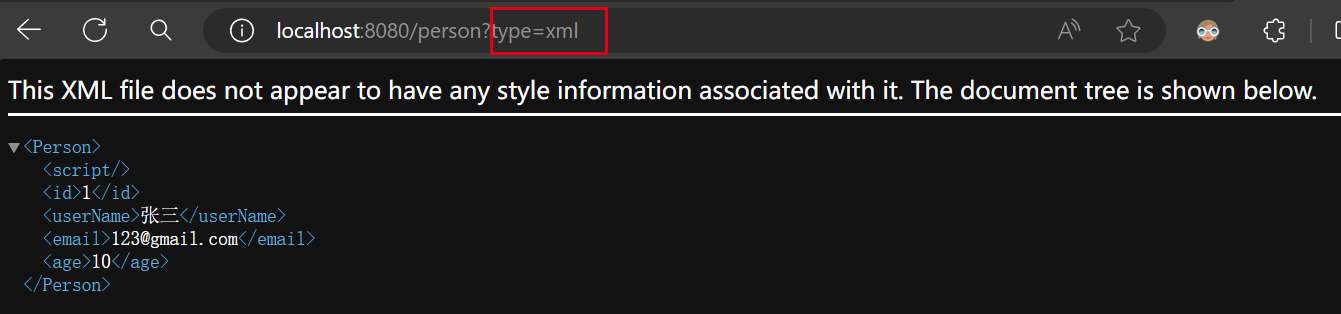 localhost:8080/person?type=xml
This XML file does not appear to have any style information associated with it. The document tree is shown below.
▼<Person>
<script/>
<id>1</id>
<userName>张三</userName>
<email>123@gmail.com</email>
<age>10</age>
</Person>